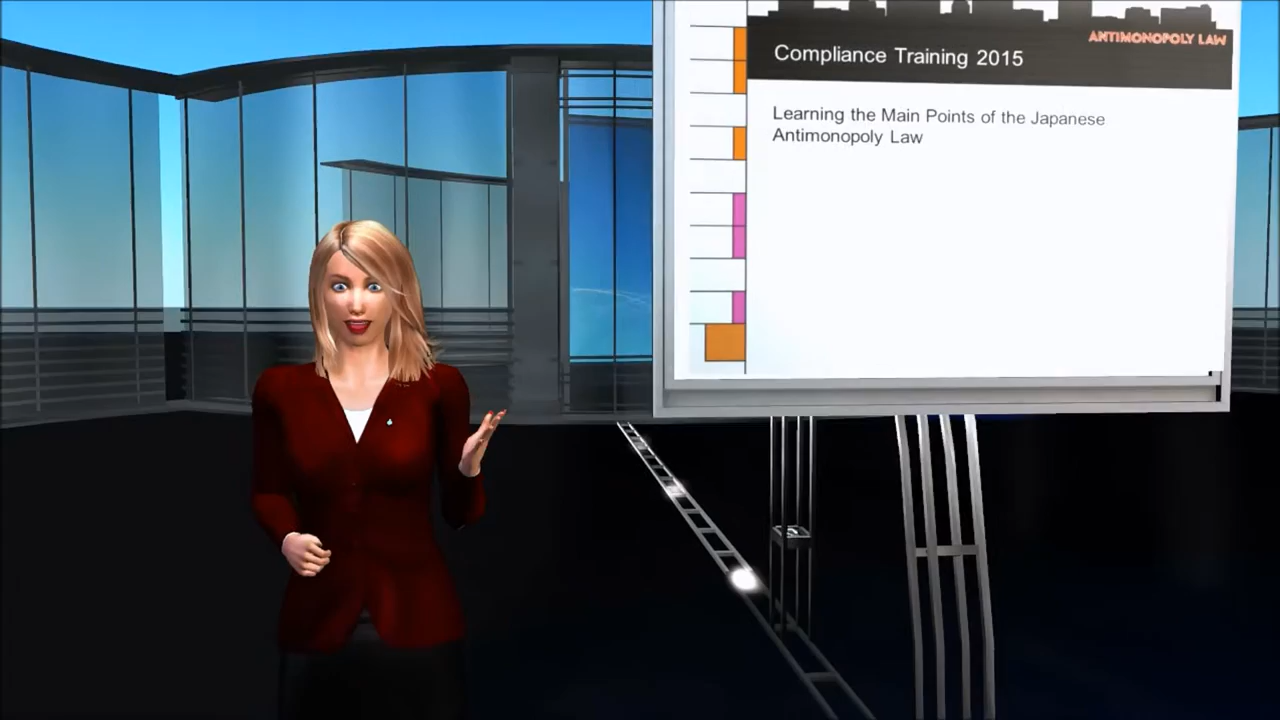 ANTIMONOPOLY LAW
Compliance Training 2015
Learning the Main Points of the Japanese
Antimonopoly Law